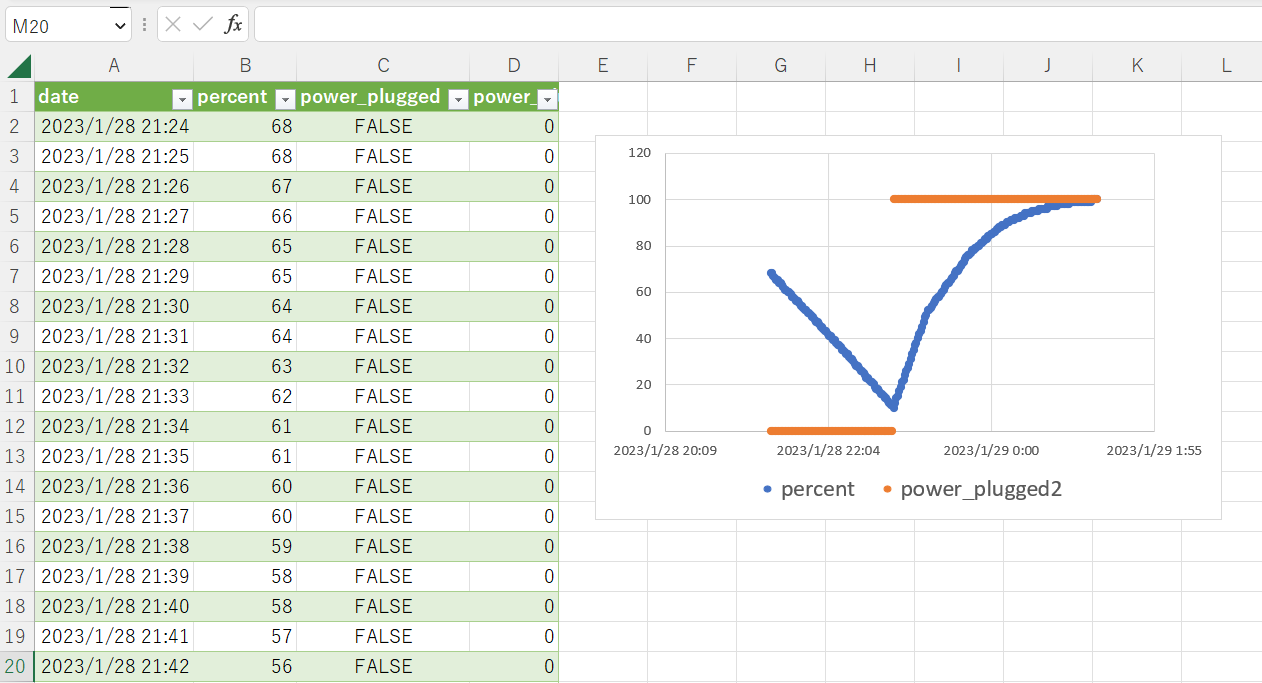 M20 fx
A B C D E F G H I J K L
1 date percent power_plugged power_
2 2023/1/28 21:24 68 FALSE 0
3 2023/1/28 21:25 68 FALSE 0
4 2023/1/28 21:26 67 FALSE 0
5 2023/1/28 21:27 66 FALSE 0
6 2023/1/28 21:28 65 FALSE 0
7 2023/1/28 21:29 65 FALSE 0
8 2023/1/28 21:30 64 FALSE 0
9 2023/1/28 21:31 64 FALSE 0
10 2023/1/28 21:32 63 FALSE 0
11 2023/1/28 21:33 62 FALSE 0
12 2023/1/28 21:34 61 FALSE 0
13 2023/1/28 21:35 61 FALSE 0
14 2023/1/28 21:36 60 FALSE 0
15 2023/1/28 21:37 60 FALSE 0
16 2023/1/28 21:38 59 FALSE 0
17 2023/1/28 21:39 58 FALSE 0
18 2023/1/28 21:40 58 FALSE 0
19 2023/1/28 21:41 57 FALSE 0
20 2023/1/28 21:42 56 FALSE 0
120
100
80
60
40
20
0
2023/1/28 20:09 2023/1/28 22:04 2023/1/29 0:00 2023/1/29 1:55
percent power_plugged2